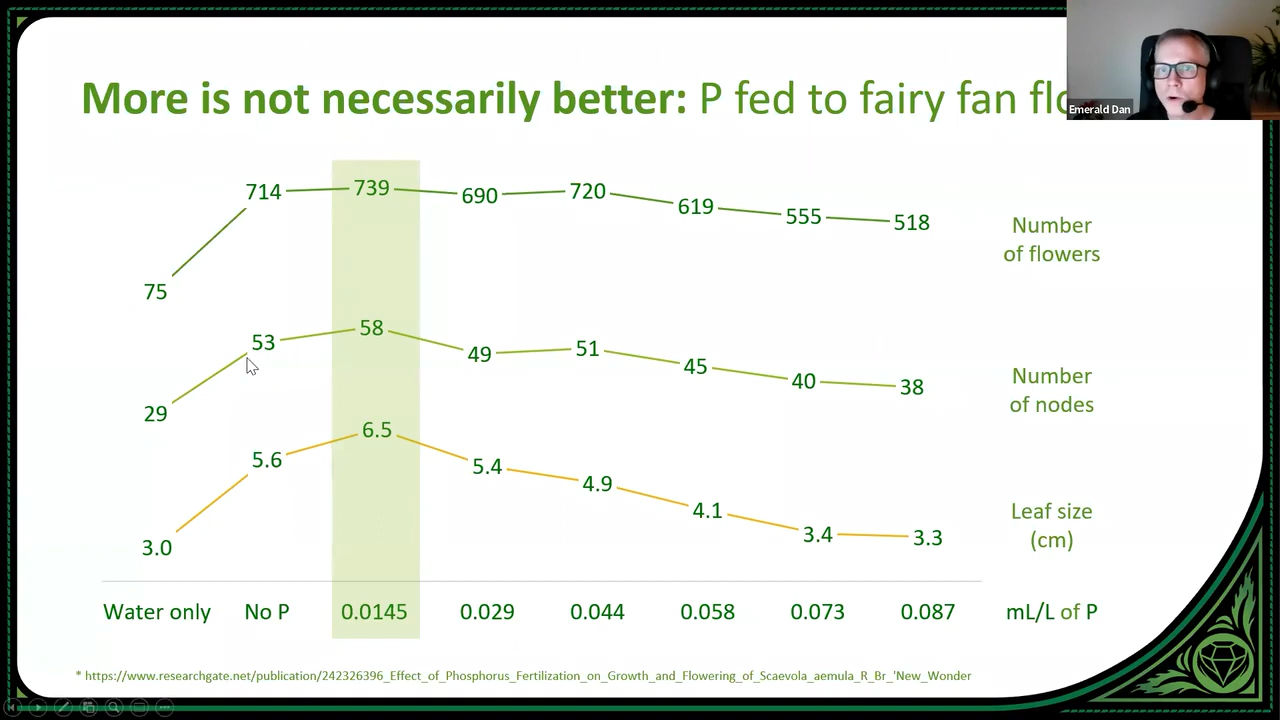 More is not necessarily better: P fed to fairy fan
Emerald Dan
714 739 690 720 619 555 518
75
Number
of flowers
53 58 49 51 45 40 38
29
Number
of nodes
5.6 6.5 5.4 4.9 4.1 3.4 3.3
3.0
Leaf size
(cm)
Water only No P 0.0145 0.029 0.044 0.058 0.073 0.087 mL/L of P
* https://www.researchgate.net/publication/242326396_Effect_of_Phosphorus_Fertilization_on_Growth_and_Flowering_of_Scaevola_aemula_R_Br_'New_Wonder